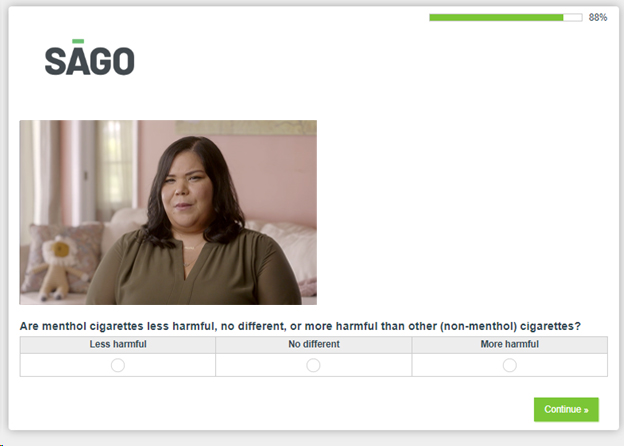 88%
SAGO
Are menthol cigarettes less harmful, no different, or more harmful than other (non-menthol) cigarettes?
Less harmful No different More harmful
Continue »